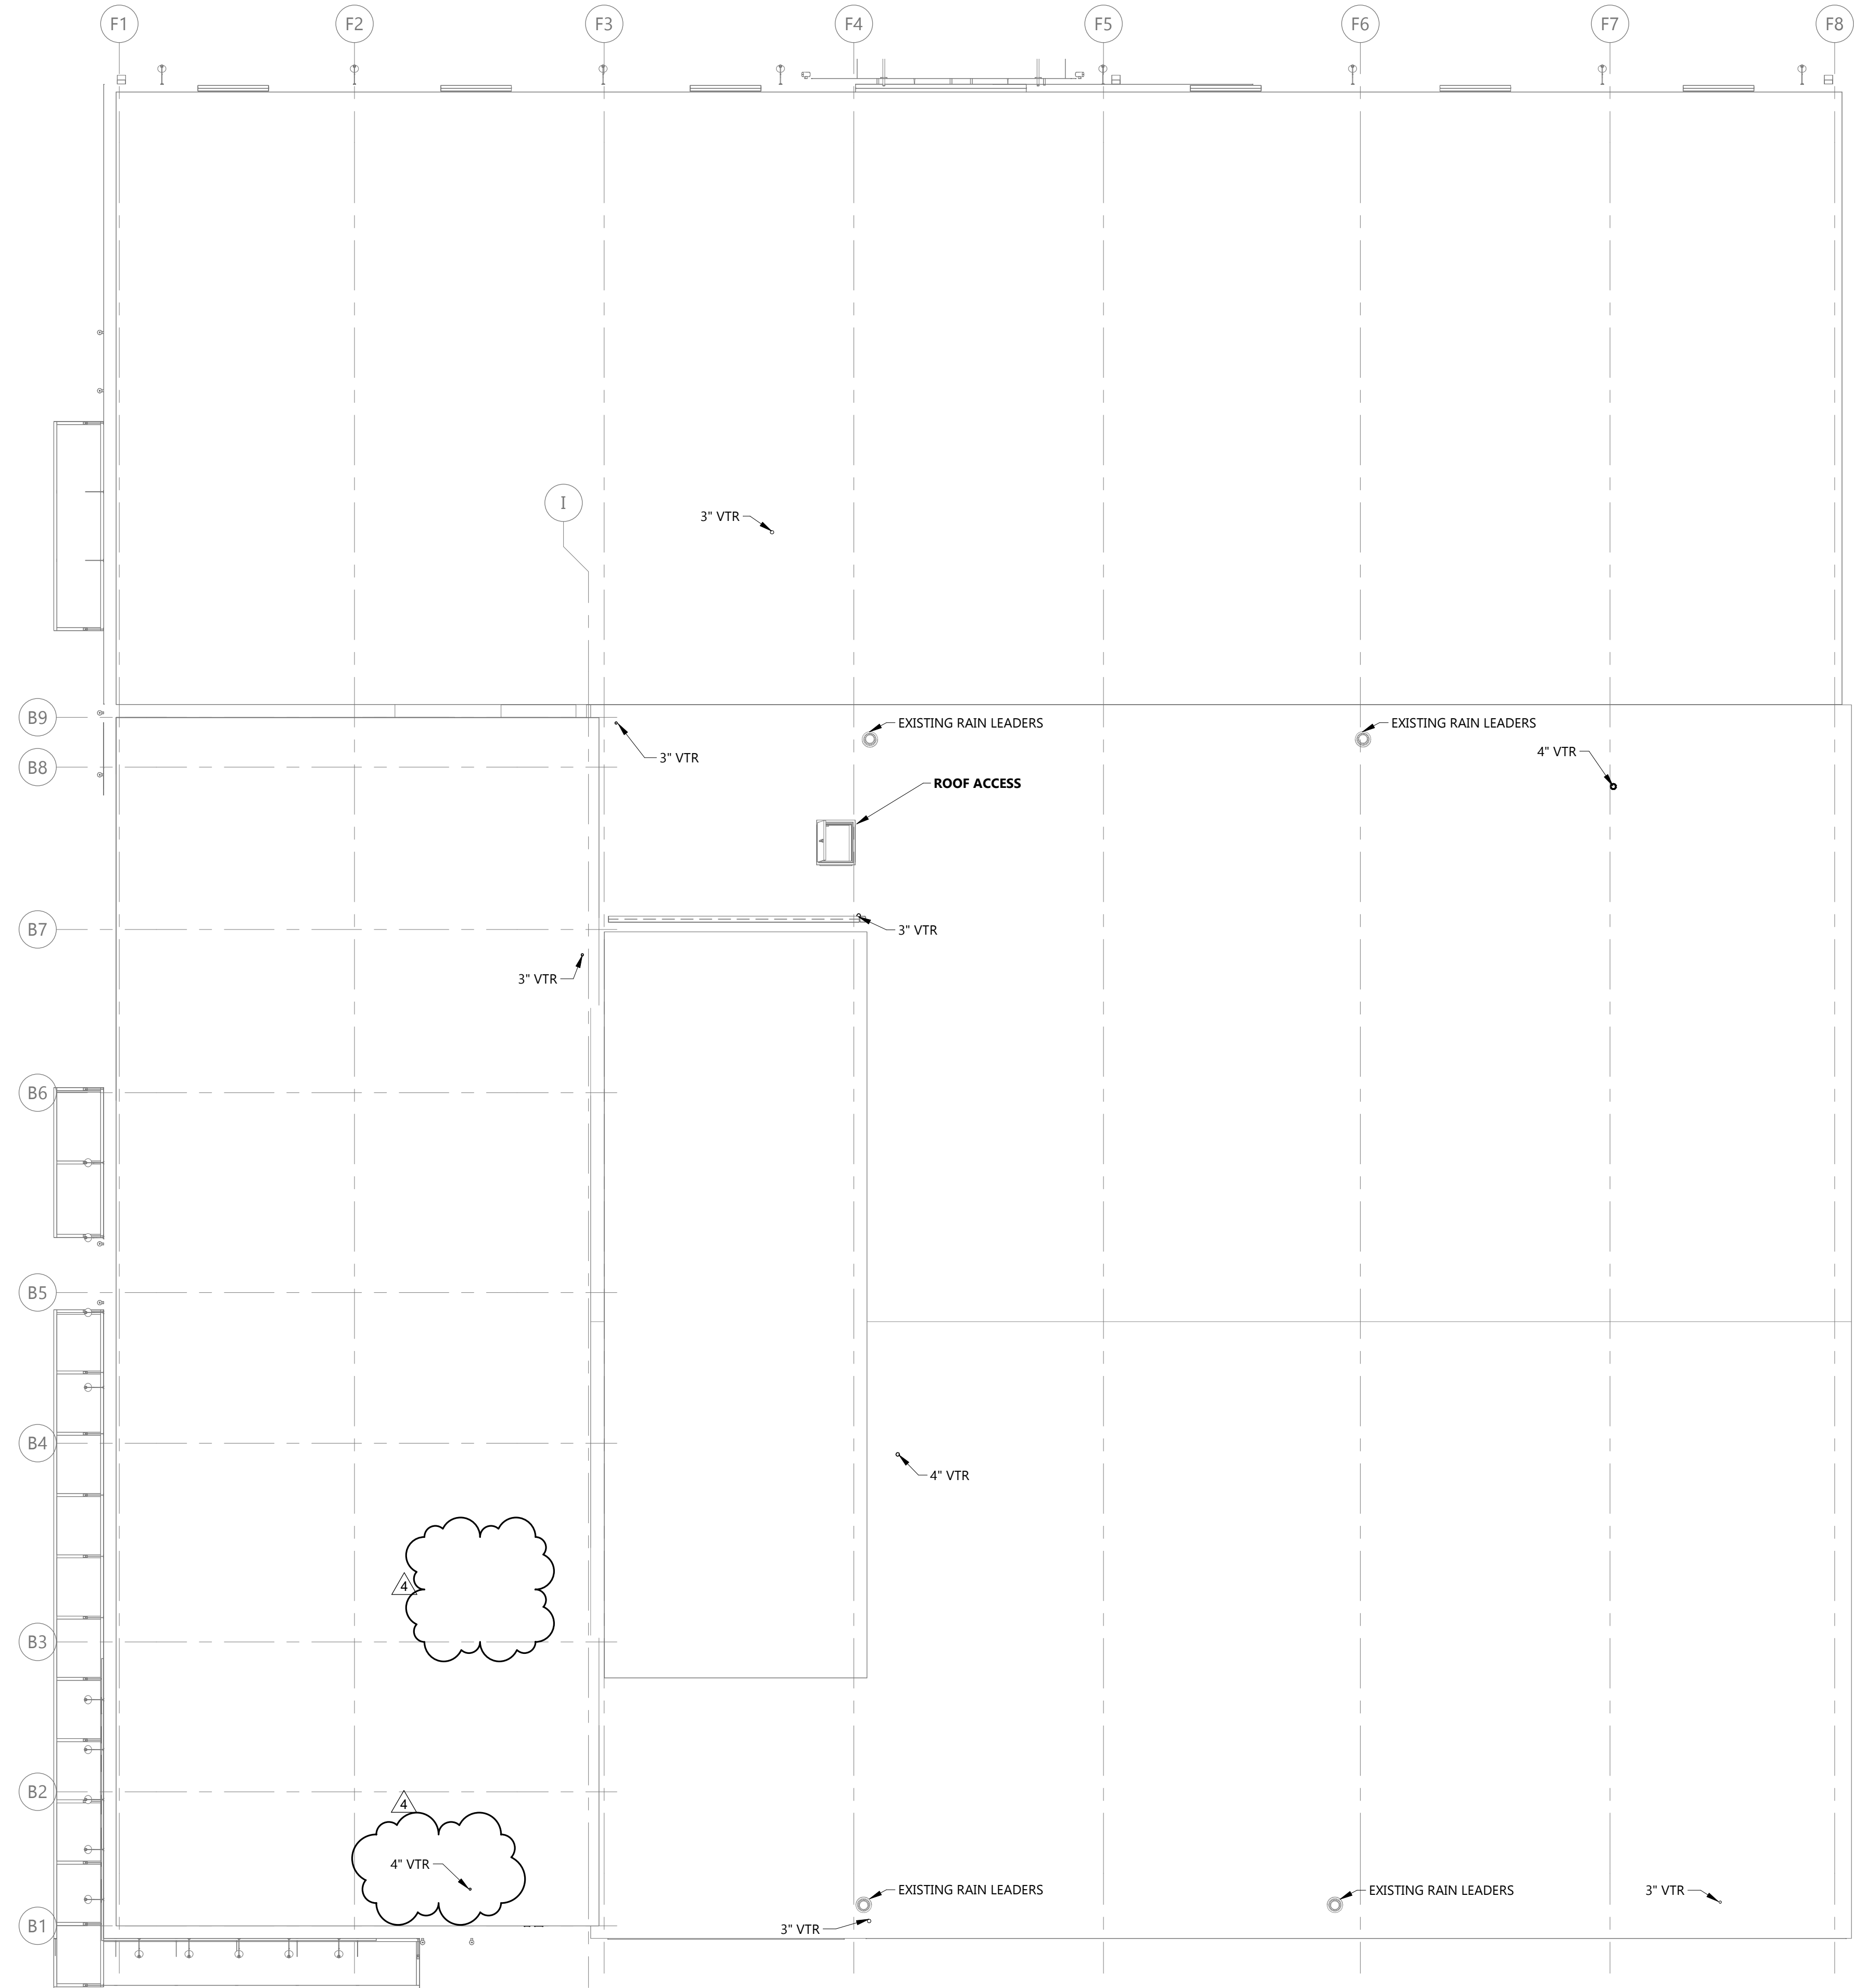 F1 F2 F3 F4 F5 F6 F7 F8
I
3" VTR
B9
EXISTING RAIN LEADERS
EXISTING RAIN LEADERS
4" VTR
3" VTR
B8
ROOF ACCESS
B7
3" VTR
3" VTR
B6
B5
B4
4" VTR
4
B3
B2
4
4" VTR
EXISTING RAIN LEADERS
EXISTING RAIN LEADERS
3" VTR
B1
3" VTR